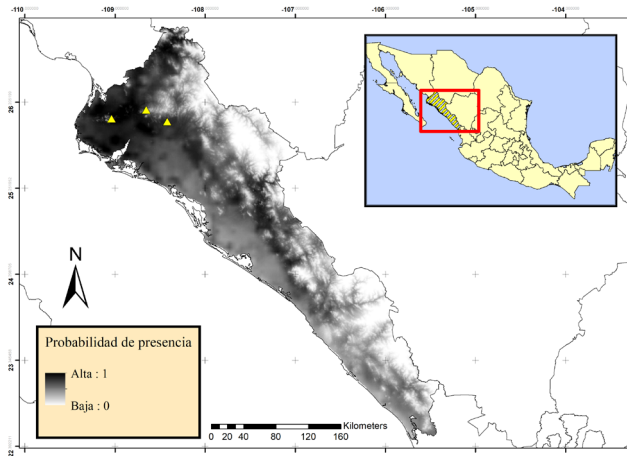 -110 -109 -108 -107 -106 -105 -104
26
25
24
23
22
N
Probabilidad de presencia
Alta : 1
Baja : 0
Kilometers
0 20 40 80 120 160